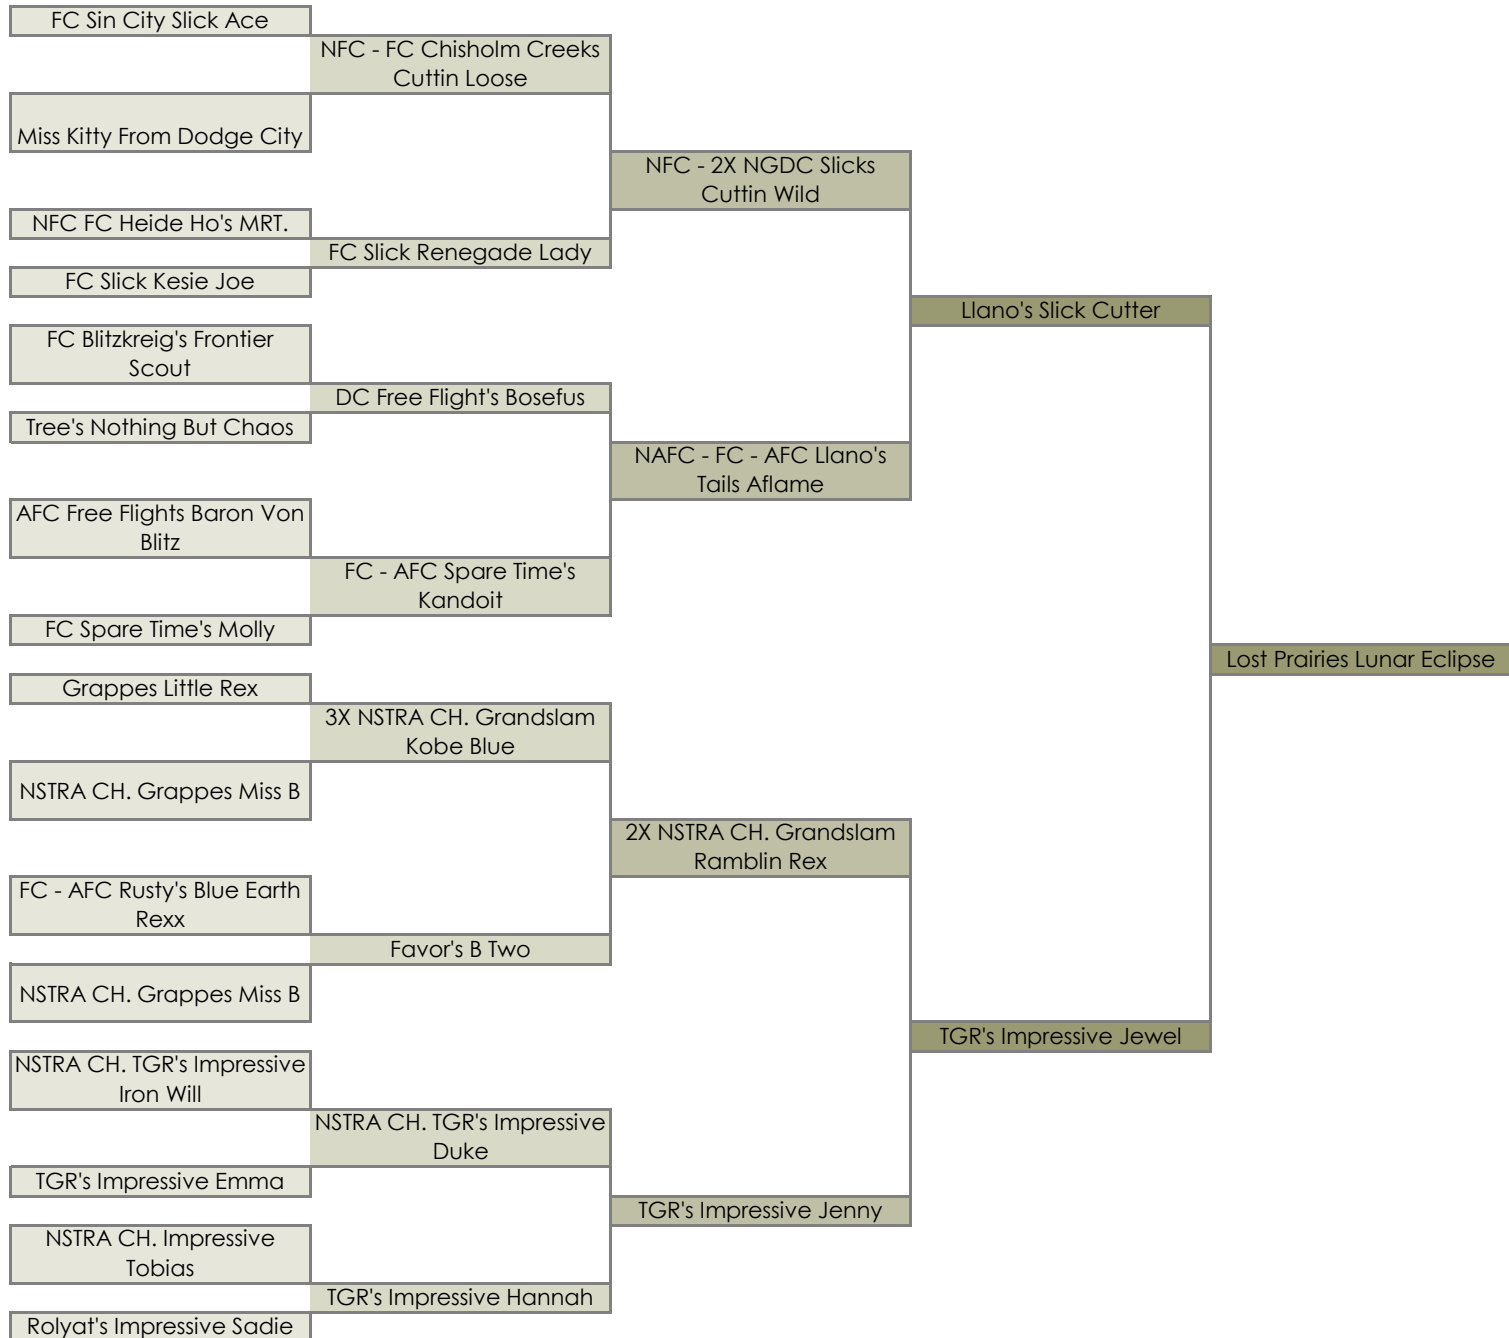 FC Sin City Slick Ace
NFC - FC Chisholm Creeks
Cuttin Loose
Miss Kitty From Dodge City
NFC - 2X NGDC Slicks
Cuttin Wild
NFC FC Heide Ho's MRT.
FC Slick Renegade Lady
FC Slick Kesie Joe
Llano's Slick Cutter
FC Blitzkreig's Frontier
Scout
DC Free Flight's Bosefus
Tree's Nothing But Chaos
NAFC - FC - AFC Llano's
Tails Aflame
AFC Free Flights Baron Von
Blitz
FC - AFC Spare Time's
Kandoit
FC Spare Time's Molly
Lost Prairies Lunar Eclipse
Grappes Little Rex
3X NSTRA CH. Grandslam
Kobe Blue
NSTRA CH. Grappes Miss B
2X NSTRA CH. Grandslam
Ramblin Rex
FC - AFC Rusty's Blue Earth
Rexx
Favor's B Two
NSTRA CH. Grappes Miss B
TGR's Impressive Jewel
NSTRA CH. TGR's Impressive
Iron Will
NSTRA CH. TGR's Impressive
Duke
TGR's Impressive Emma
TGR's Impressive Jenny
NSTRA CH. Impressive
Tobias
TGR's Impressive Hannah
Rolyat's Impressive Sadie